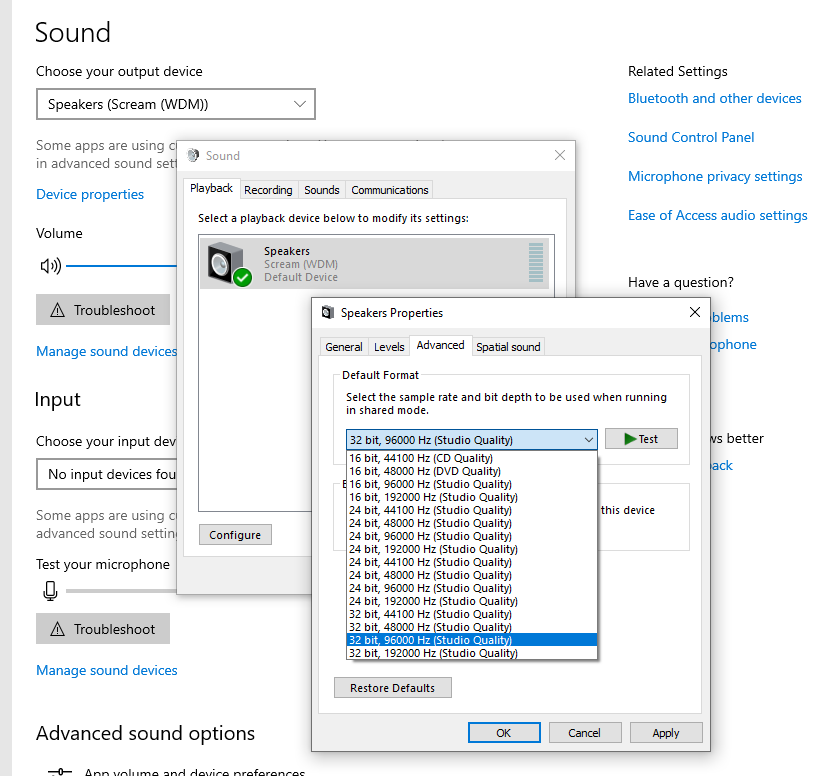 Sound
Choose your output device
Speakers (Scream (WDM))
Some apps are using cu
in advanced sound sett
Device properties
Volume
Troubleshoot
Manage sound devices
Input
Choose your input devi
No input devices foun
Some apps are using cu
advanced sound settin
Test your microphone
Troubleshoot
Manage sound devices
Advanced sound options
App volume and device preferences
Sound
Playback Recording Sounds Communications
Select a playback device below to modify its settings:
Speakers
Scream (WDM)
Default Device
Configure
Speakers Properties
General Levels Advanced Spatial sound
Default Format
Select the sample rate and bit depth to be used when running
in shared mode.
32 bit, 96000 Hz (Studio Quality)
Test
16 bit, 44100 Hz (CD Quality)
16 bit, 48000 Hz (DVD Quality)
16 bit, 96000 Hz (Studio Quality)
16 bit, 192000 Hz (Studio Quality)
24 bit, 44100 Hz (Studio Quality)
24 bit, 48000 Hz (Studio Quality)
24 bit, 96000 Hz (Studio Quality)
24 bit, 192000 Hz (Studio Quality)
24 bit, 44100 Hz (Studio Quality)
24 bit, 48000 Hz (Studio Quality)
24 bit, 96000 Hz (Studio Quality)
24 bit, 192000 Hz (Studio Quality)
32 bit, 44100 Hz (Studio Quality)
32 bit, 48000 Hz (Studio Quality)
32 bit, 96000 Hz (Studio Quality)
32 bit, 192000 Hz (Studio Quality)
this device
Restore Defaults
OK Cancel Apply
Related Settings
Bluetooth and other devices
Sound Control Panel
Microphone privacy settings
Ease of Access audio settings
Have a question?
blems
ophone
ws better
ack